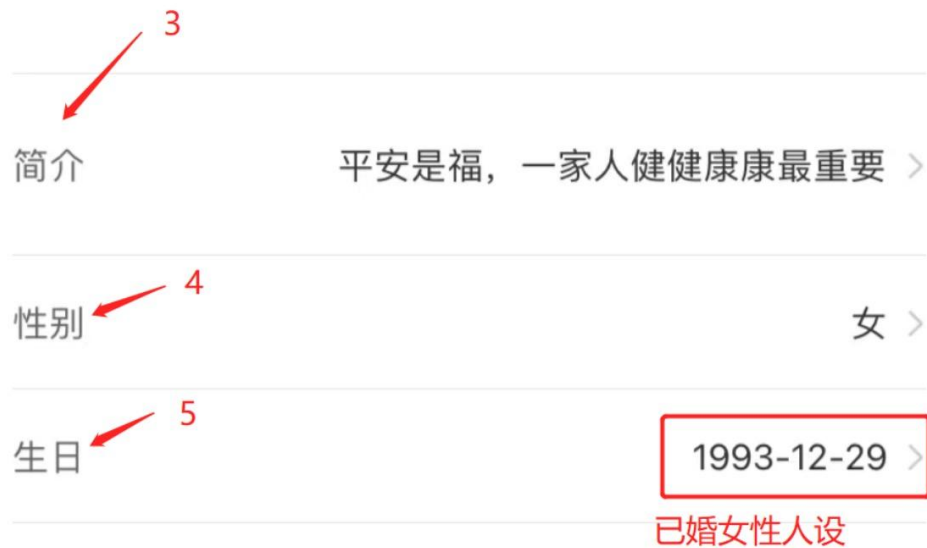 3
简介 平安是福，一家人健健康康最重要
4
性别 女
5
生日 1993-12-29
已婚女性人设